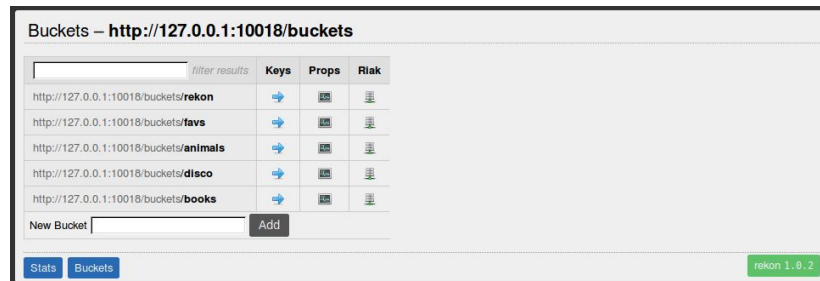 Buckets – http://127.0.0.1:10018/buckets
filter results Keys Props Riak
http://127.0.0.1:10018/buckets/rekon
http://127.0.0.1:10018/buckets/favs
http://127.0.0.1:10018/buckets/animals
http://127.0.0.1:10018/buckets/disco
http://127.0.0.1:10018/buckets/books
New Bucket Add
Stats Buckets rekon 1.0.2